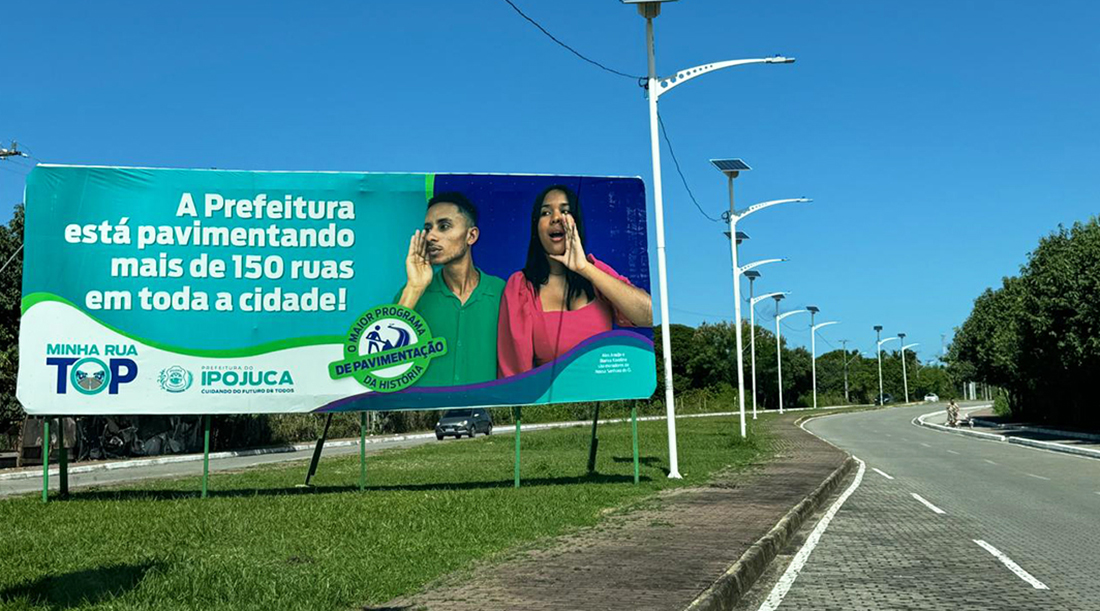 A Prefeitura
está pavimentando
mais de 150 ruas
em toda a cidade!
MINHA RUA
TOP
PREFEITURA DO
IPOJUCA
CUIDANDO DO FUTURO DE TODOS
O MAIOR PROGRAMA
DE PAVIMENTAÇÃO
DA HISTÓRIA